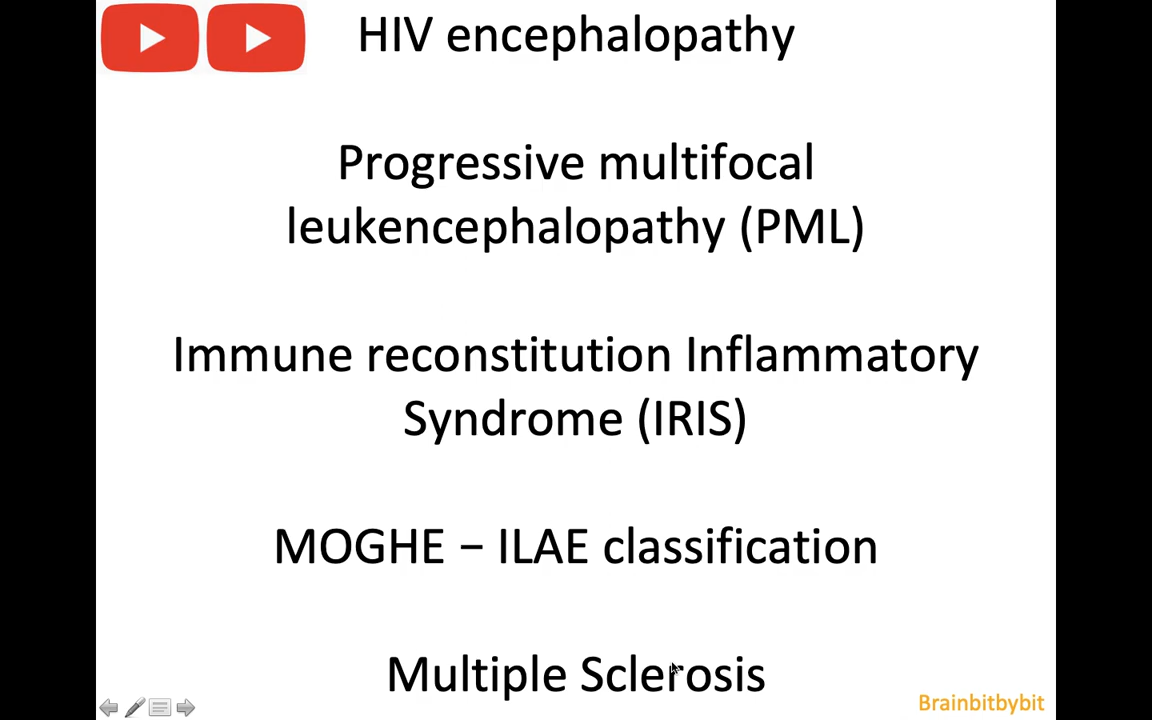 HIV encephalopathy
Progressive multifocal
leukencephalopathy (PML)
Immune reconstitution Inflammatory
Syndrome (IRIS)
MOGHE – ILAE classification
Multiple Sclerosis
Brainbitbybit